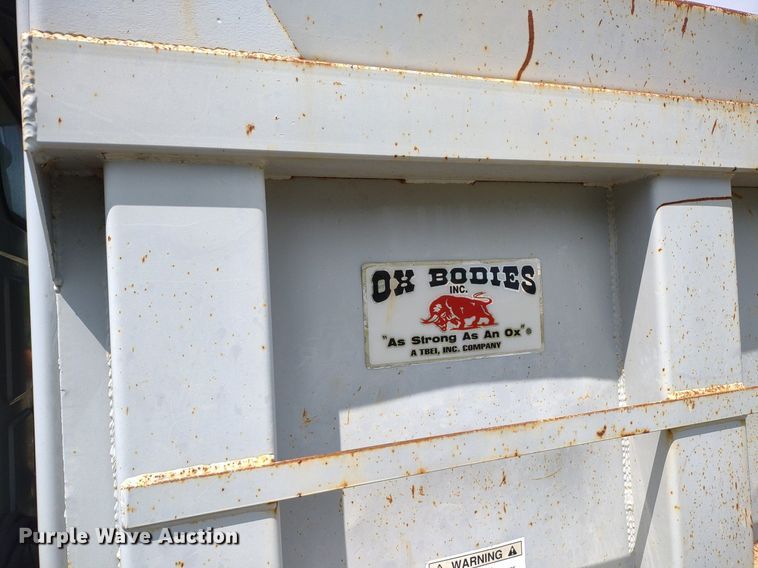 OX BODIES
INC.
"As Strong As An Ox"®
A TBEI, INC. COMPANY
WARNING
Purple Wave Auction